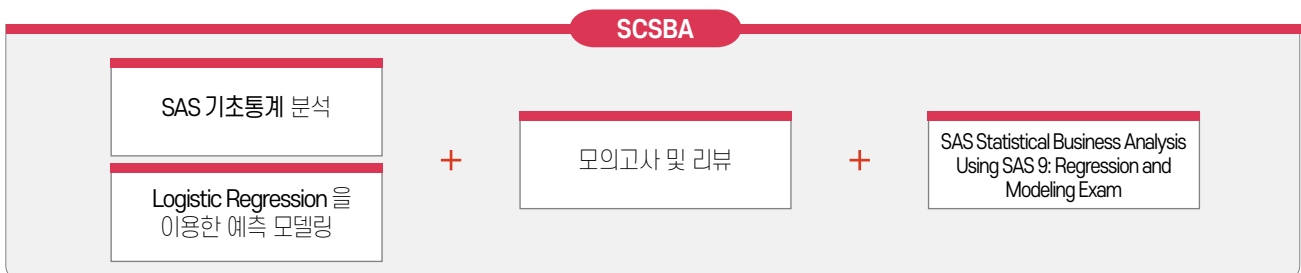 SCSBA
SAS 기초통계 분석
Logistic Regression 을
이용한 예측 모델링
+
모의고사 및 리뷰
+
SAS Statistical Business Analysis
Using SAS 9: Regression and
Modeling Exam